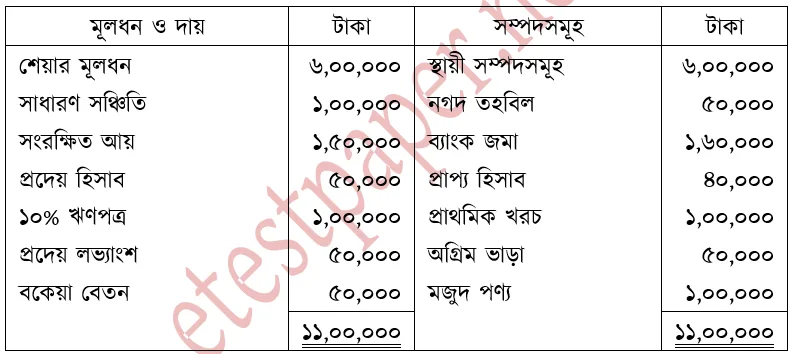 মূলধন ও দায় টাকা সম্পদসমূহ টাকা
শেয়ার মূলধন ৬,০০,০০০ স্থায়ী সম্পদসমূহ ৬,০০,০০০
সাধারণ সঞ্চিতি ১,০০,০০০ নগদ তহবিল ৫০,০০০
সংরক্ষিত আয় ১,৫০,০০০ ব্যাংক জমা ১,৬০,০০০
প্রদেয় হিসাব ৫০,০০০ প্রাপ্য হিসাব ৪০,০০০
১০% ঋণপত্র ১,০০,০০০ প্রাথমিক খরচ ১,০০,০০০
প্রদেয় লভ্যাংশ ৫০,০০০ অগ্রিম ভাড়া ৫০,০০০
বকেয়া বেতন ৫০,০০০ মজুদ পণ্য ১,০০,০০০
১১,০০,০০০ ১১,০০,০০০